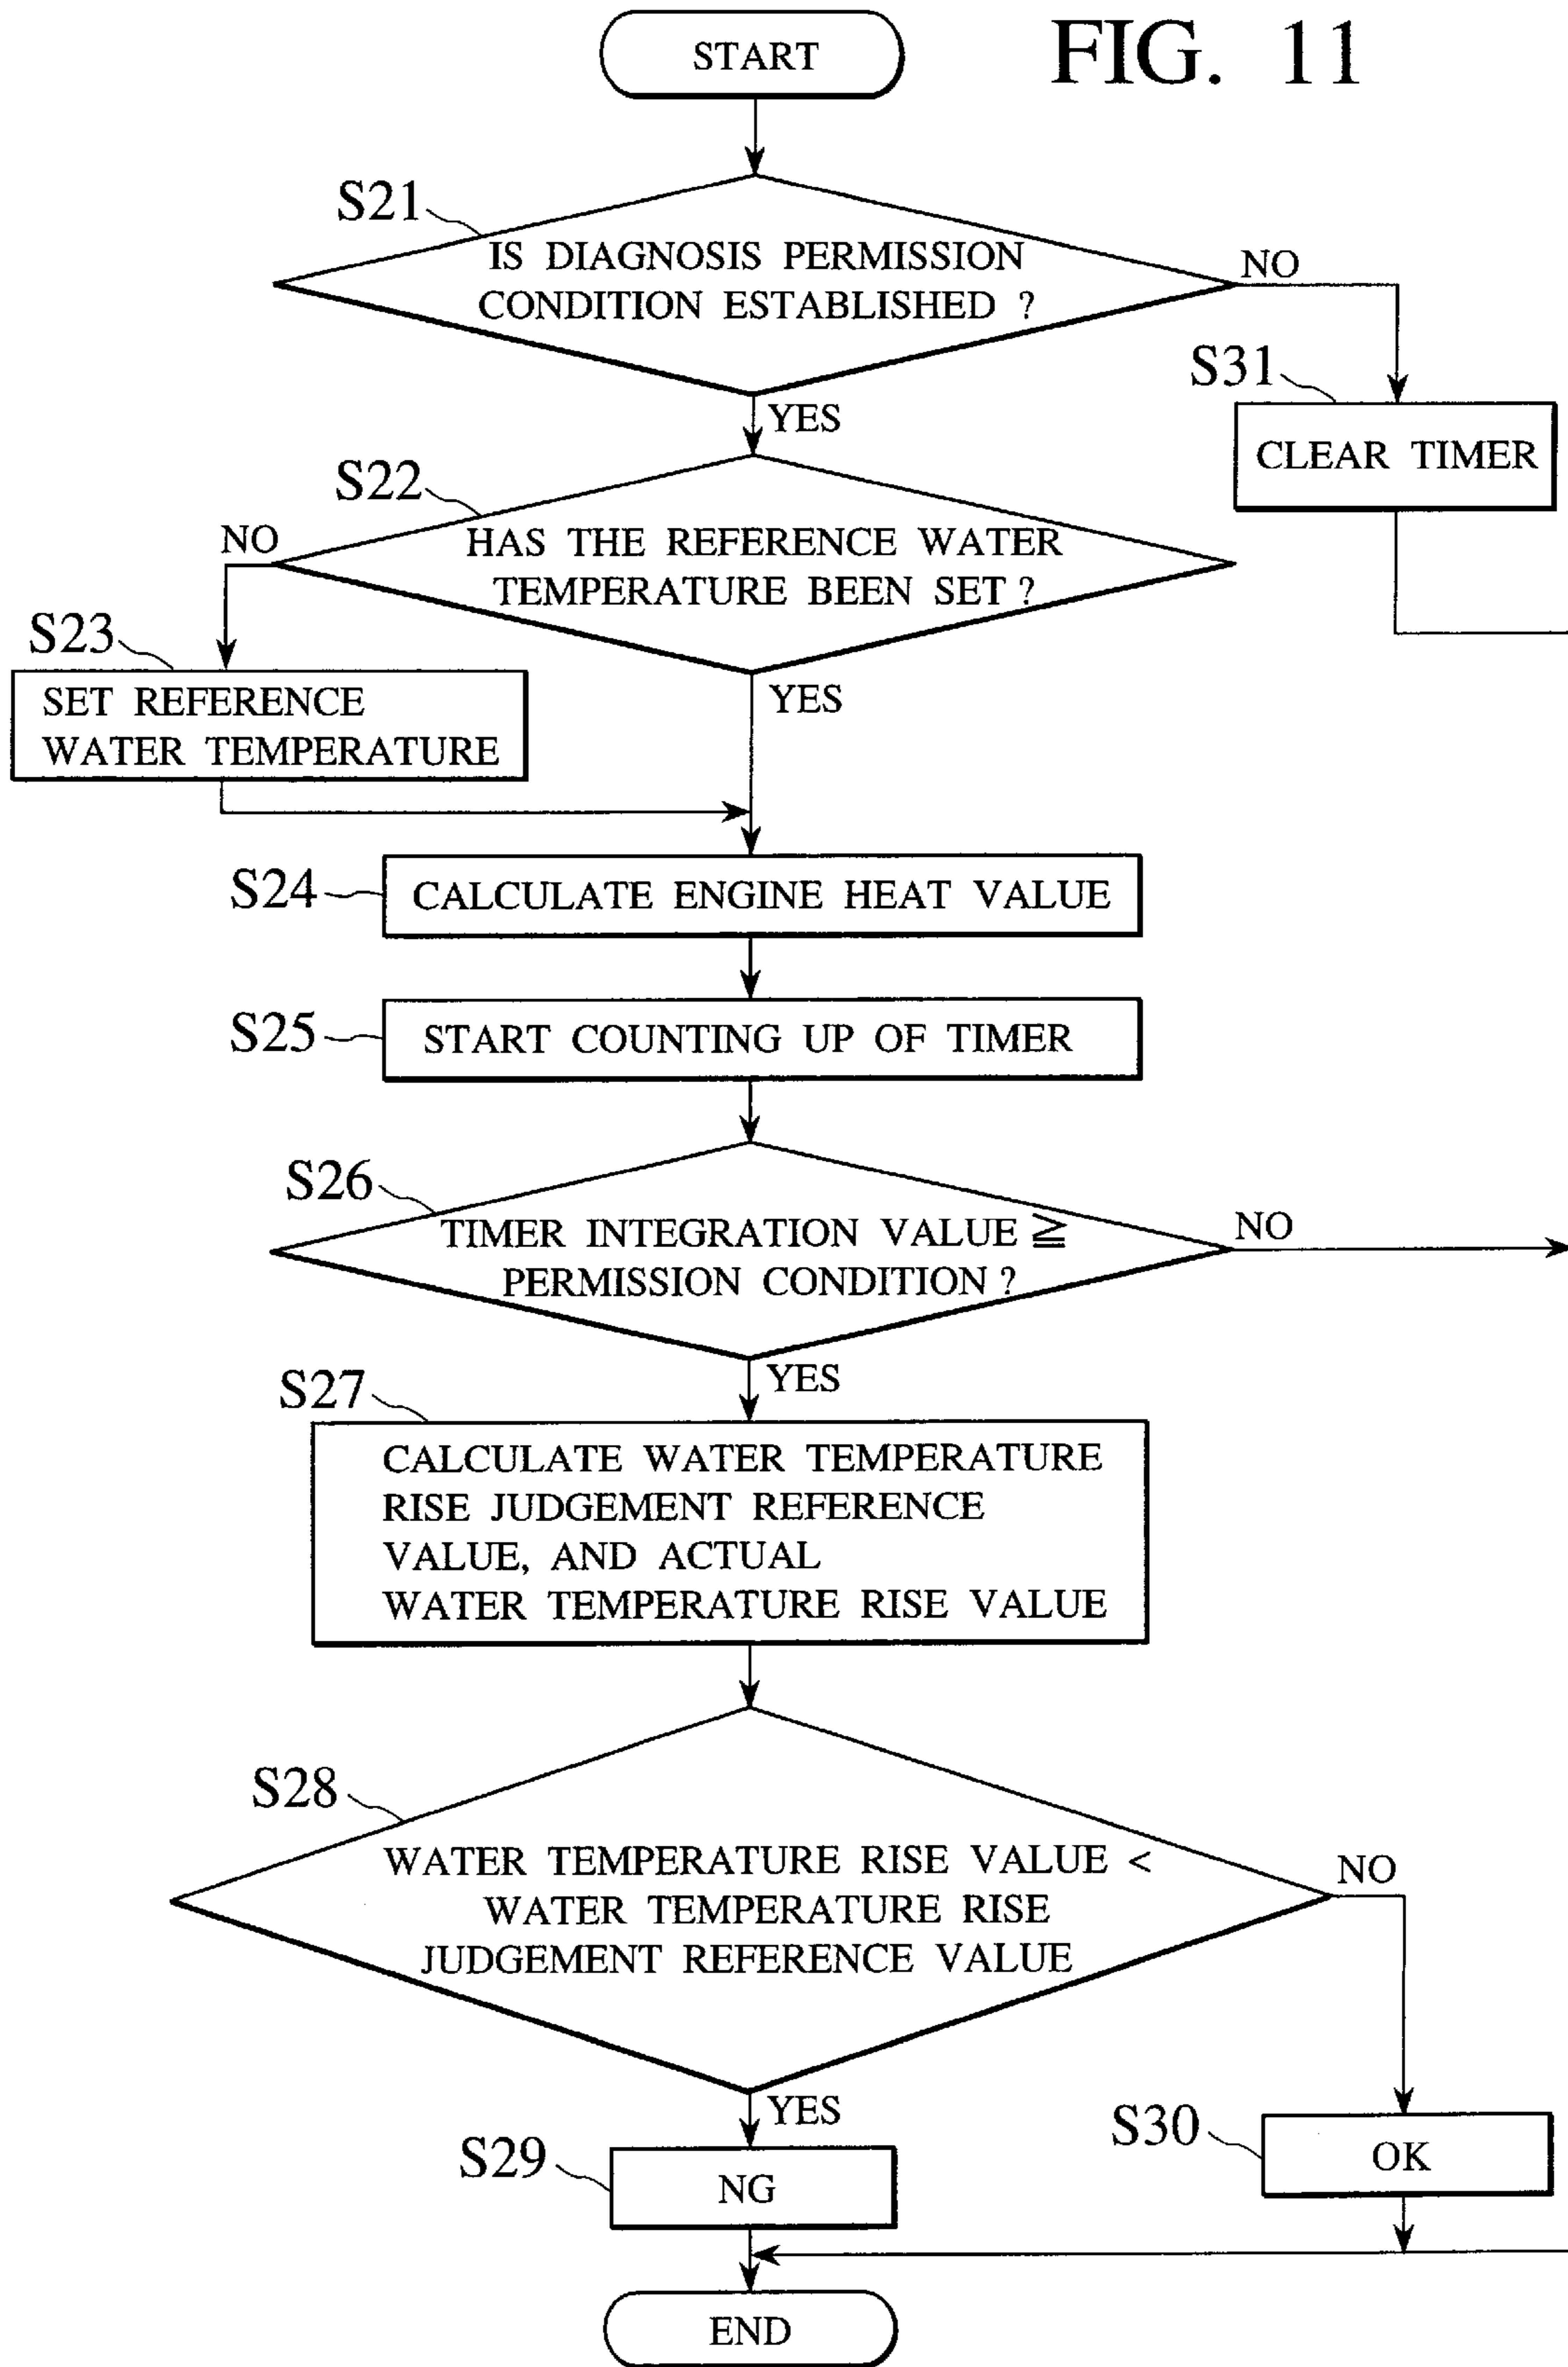 FIG. 11
START
S21
IS DIAGNOSIS PERMISSION
CONDITION ESTABLISHED ?
NO
S31
CLEAR TIMER
YES
S22
HAS THE REFERENCE WATER
TEMPERATURE BEEN SET ?
NO
S23
SET REFERENCE
WATER TEMPERATURE
YES
S24
CALCULATE ENGINE HEAT VALUE
S25
START COUNTING UP OF TIMER
S26
TIMER INTEGRATION VALUE ≧
PERMISSION CONDITION ?
NO
YES
S27
CALCULATE WATER TEMPERATURE
RISE JUDGEMENT REFERENCE
VALUE, AND ACTUAL
WATER TEMPERATURE RISE VALUE
S28
WATER TEMPERATURE RISE VALUE <
WATER TEMPERATURE RISE
JUDGEMENT REFERENCE VALUE
NO
YES
S29
NG
S30
OK
END